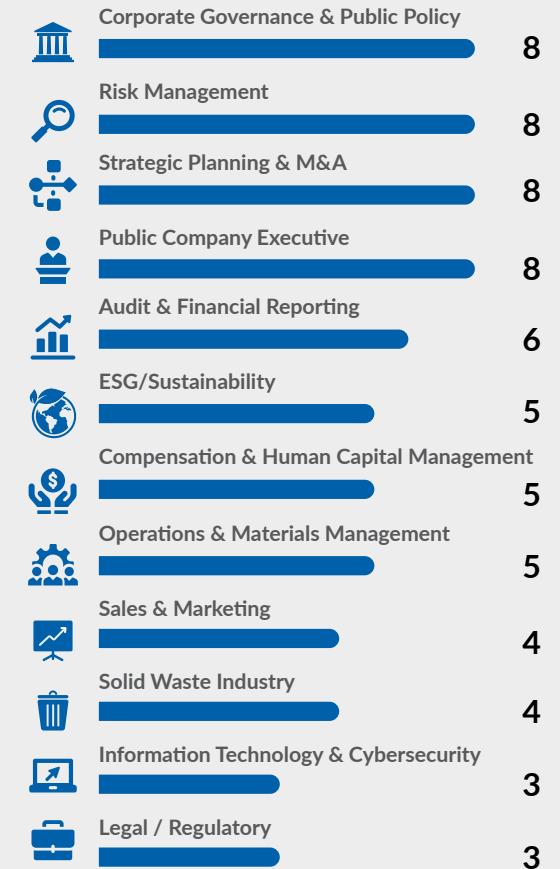 Corporate Governance & Public Policy
8
Risk Management
8
Strategic Planning & M&A
8
Public Company Executive
8
Audit & Financial Reporting
6
ESG/Sustainability
5
Compensation & Human Capital Management
$
5
Operations & Materials Management
5
Sales & Marketing
4
Solid Waste Industry
4
Information Technology & Cybersecurity
3
Legal / Regulatory
3